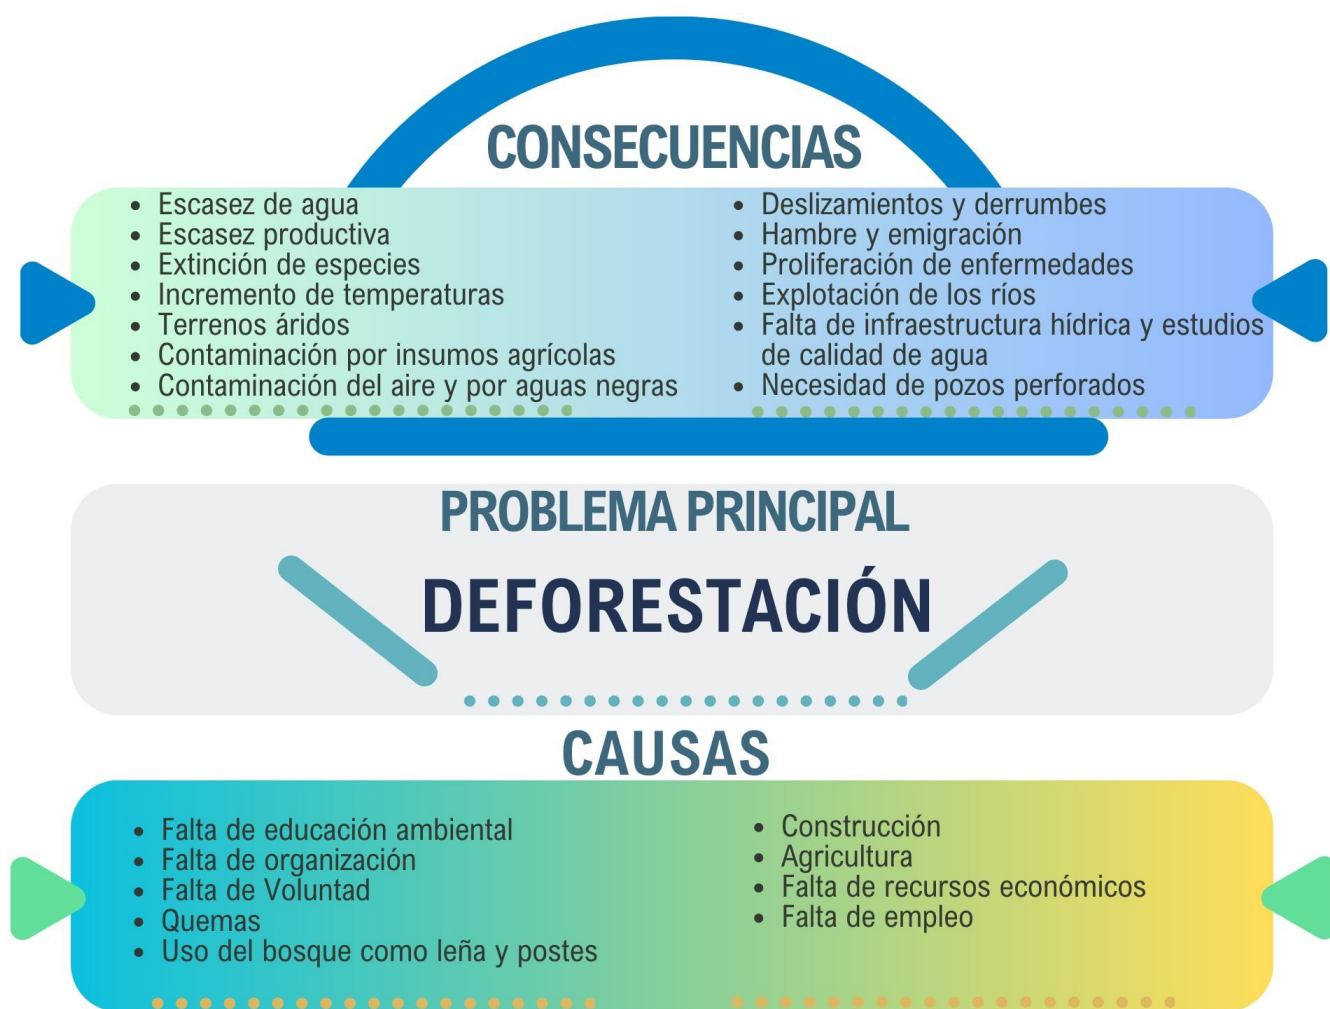 CONSECUENCIAS
• Escasez de agua
• Escasez productiva
• Extinción de especies
• Incremento de temperaturas
• Terrenos áridos
• Contaminación por insumos agrícolas
• Contaminación del aire y por aguas negras
• Deslizamientos y derrumbes
• Hambre y emigración
• Proliferación de enfermedades
• Explotación de los ríos
• Falta de infraestructura hídrica y estudios
de calidad de agua
• Necesidad de pozos perforados
PROBLEMA PRINCIPAL
DEFORESTACIÓN
CAUSAS
• Falta de educación ambiental
• Falta de organización
• Falta de Voluntad
• Quemas
• Uso del bosque como leña y postes
• Construcción
• Agricultura
• Falta de recursos económicos
• Falta de empleo